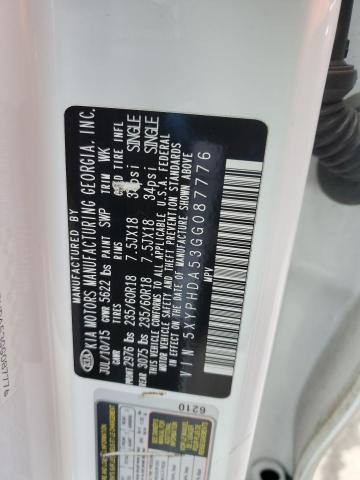 MANUFACTURED BY
KIA KIA MOTORS MANUFACTURING GEORGIA, INC.
JUL/10/15 GVWR 5622 lbs PAINT SWP TRIM WK
GAWR TIRES RIMS COLD TIRE INFL
FRONT 2976 lbs 235/60R18 7.5JX18 34psi SINGLE
REAR 3075 lbs 235/60R18 7.5JX18 34psi SINGLE
THIS VEHICLE CONFORMS TO ALL APPLICABLE U.S.A. FEDERAL
MOTOR VEHICLE SAFETY AND THEFT PREVENTION STANDARDS
IN EFFECT ON THE DATE OF MANUFACTURE SHOWN ABOVE.
VIN 5XYPHDA53GG087776
MPV
6210